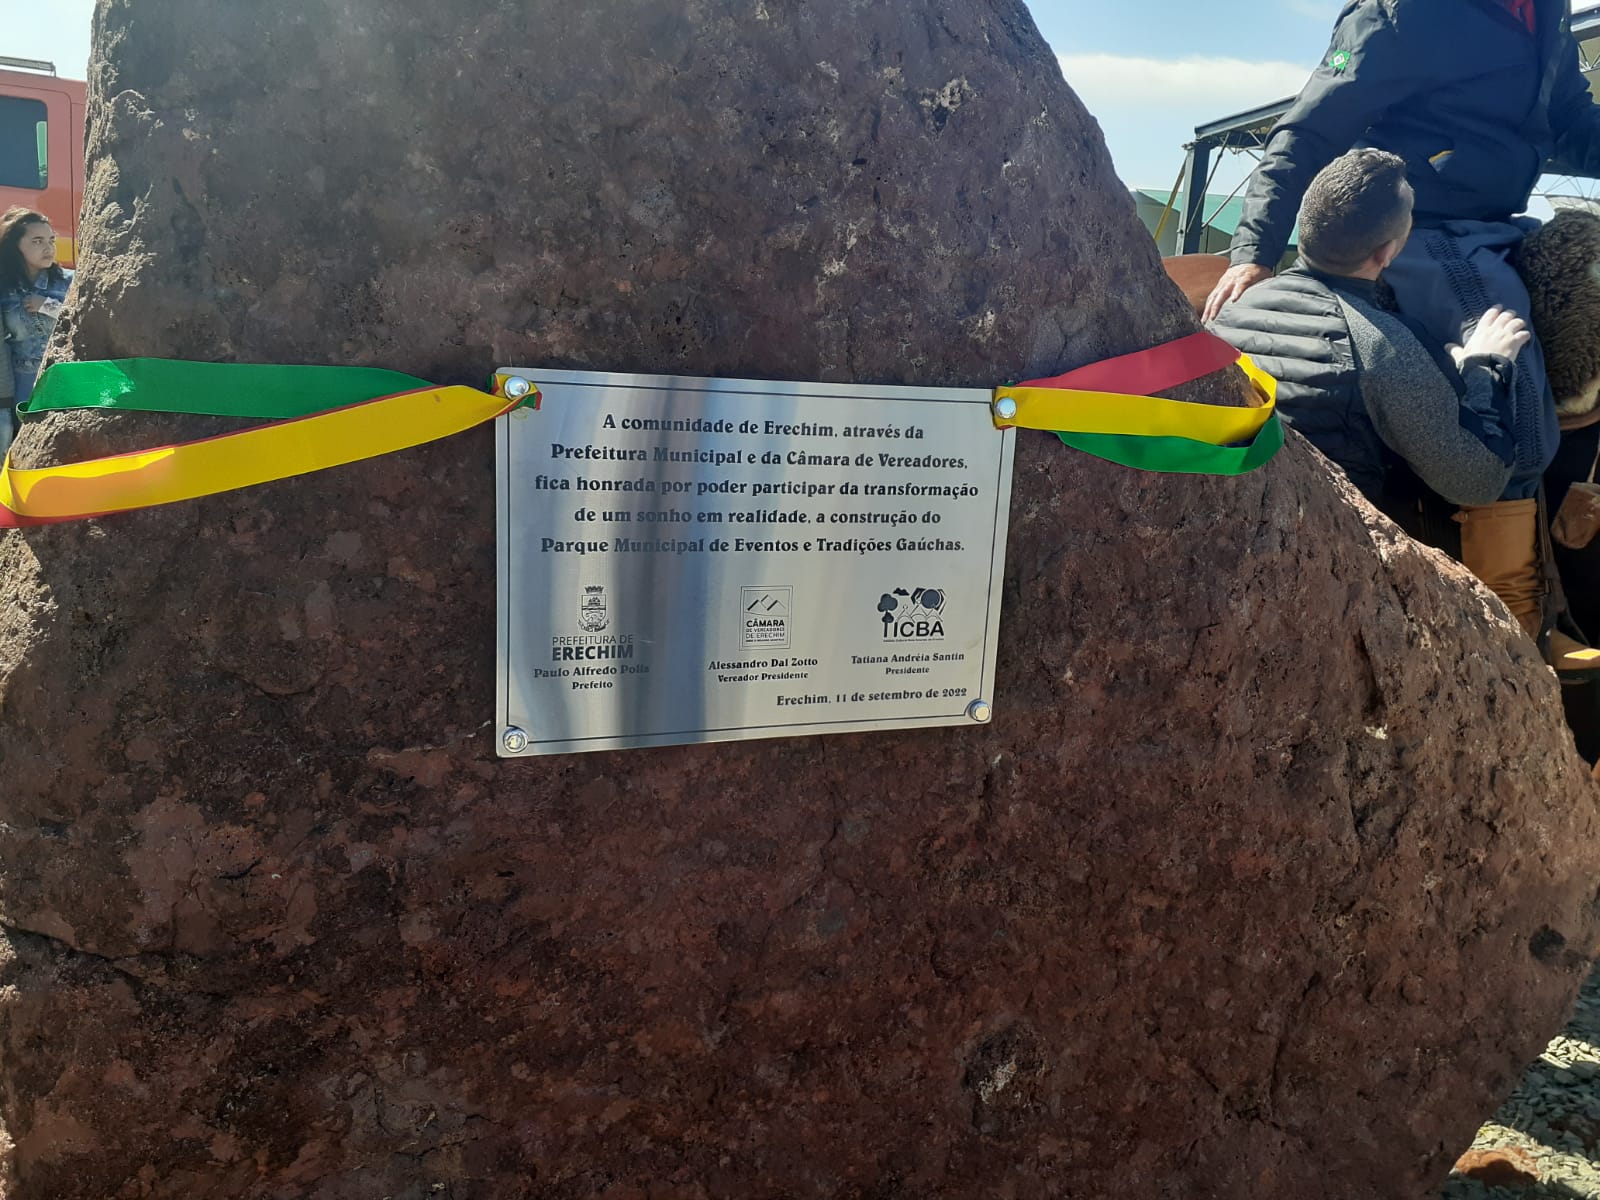 A comunidade de Erechim, através da
Prefeitura Municipal e da Câmara de Vereadores,
fica honrada por poder participar da transformação
de um sonho em realidade, a construção do
Parque Municipal de Eventos e Tradições Gaúchas.
PREFEITURA DE
ERECHIM
Paulo Alfredo Polis
Prefeito
CÂMARA
DE VEREADORES
DE ERECHIM
Alessandro Dal Zotto
Vereador Presidente
ICBA
Tatiana Andréia Santin
Presidente
Erechim, 11 de setembro de 2022